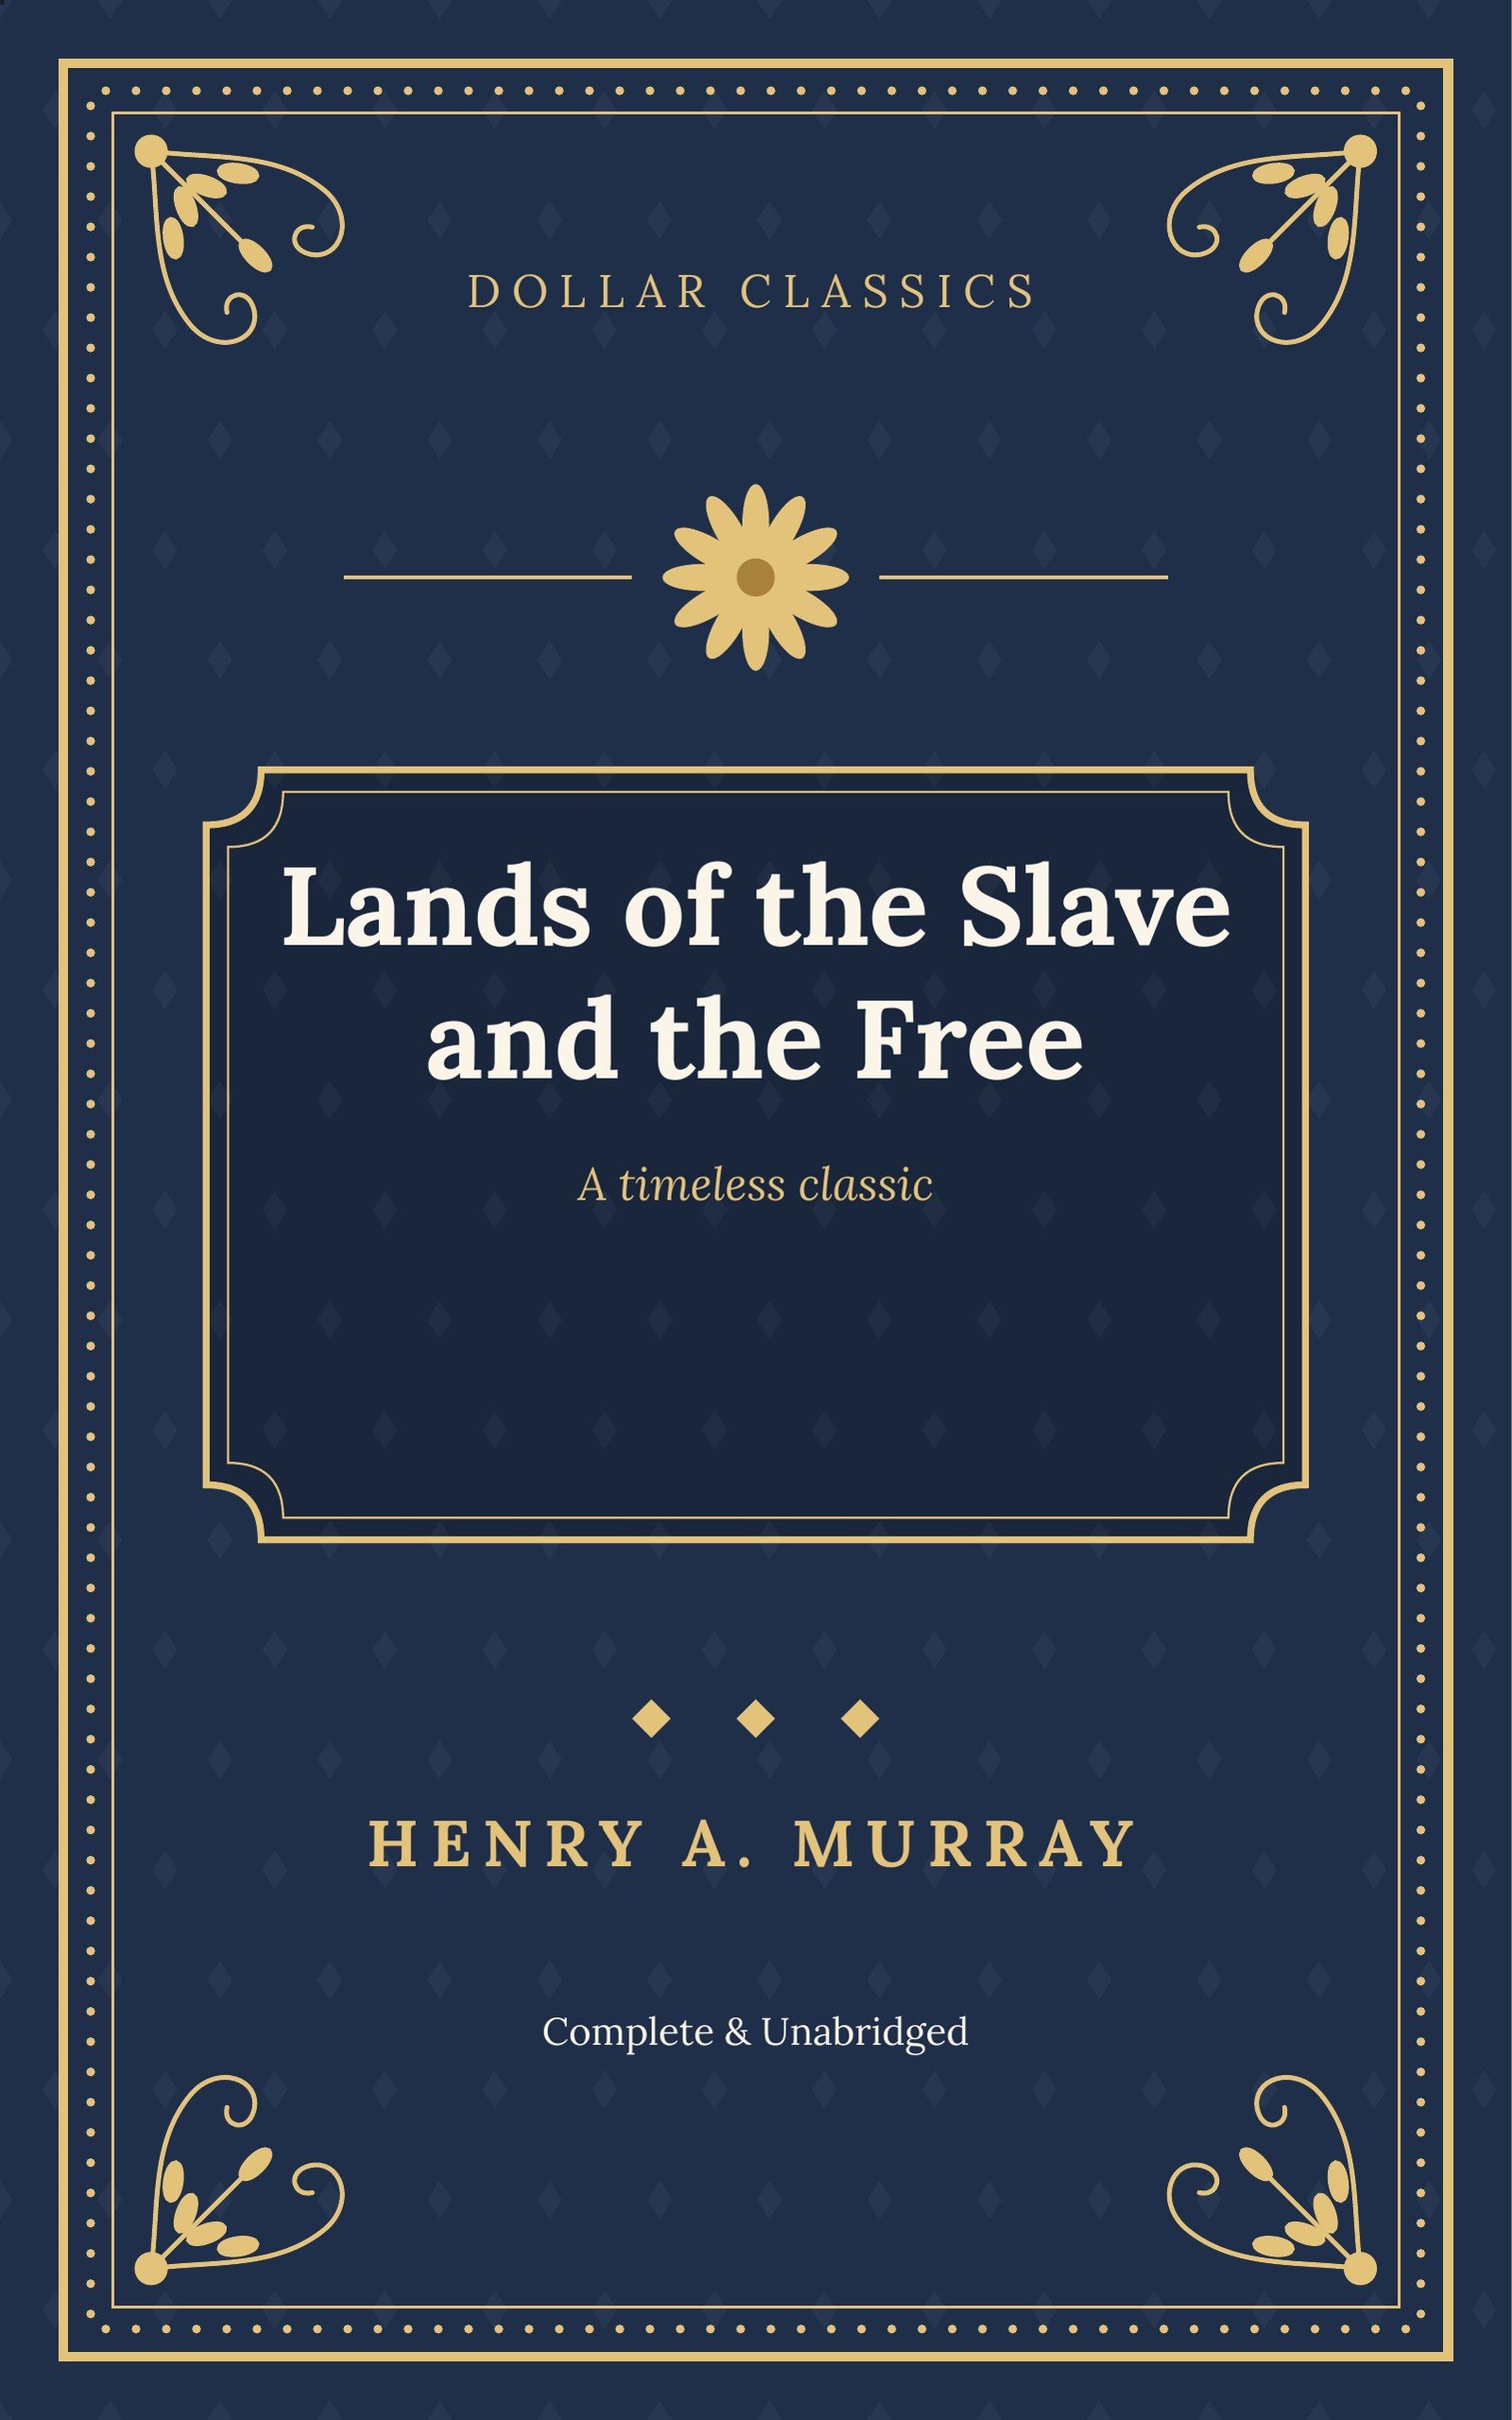 DOLLAR CLASSICS
Lands of the Slave
and the Free
A timeless classic
HENRY A. MURRAY
Complete & Unabridged